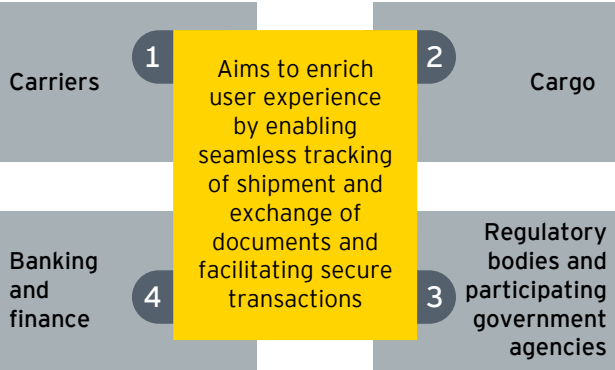 1
Carriers
Aims to enrich
user experience
by enabling
seamless tracking
of shipment and
exchange of
documents and
facilitating secure
transactions
2
Cargo
Banking
and
finance
4
3
Regulatory
bodies and
participating
government
agencies